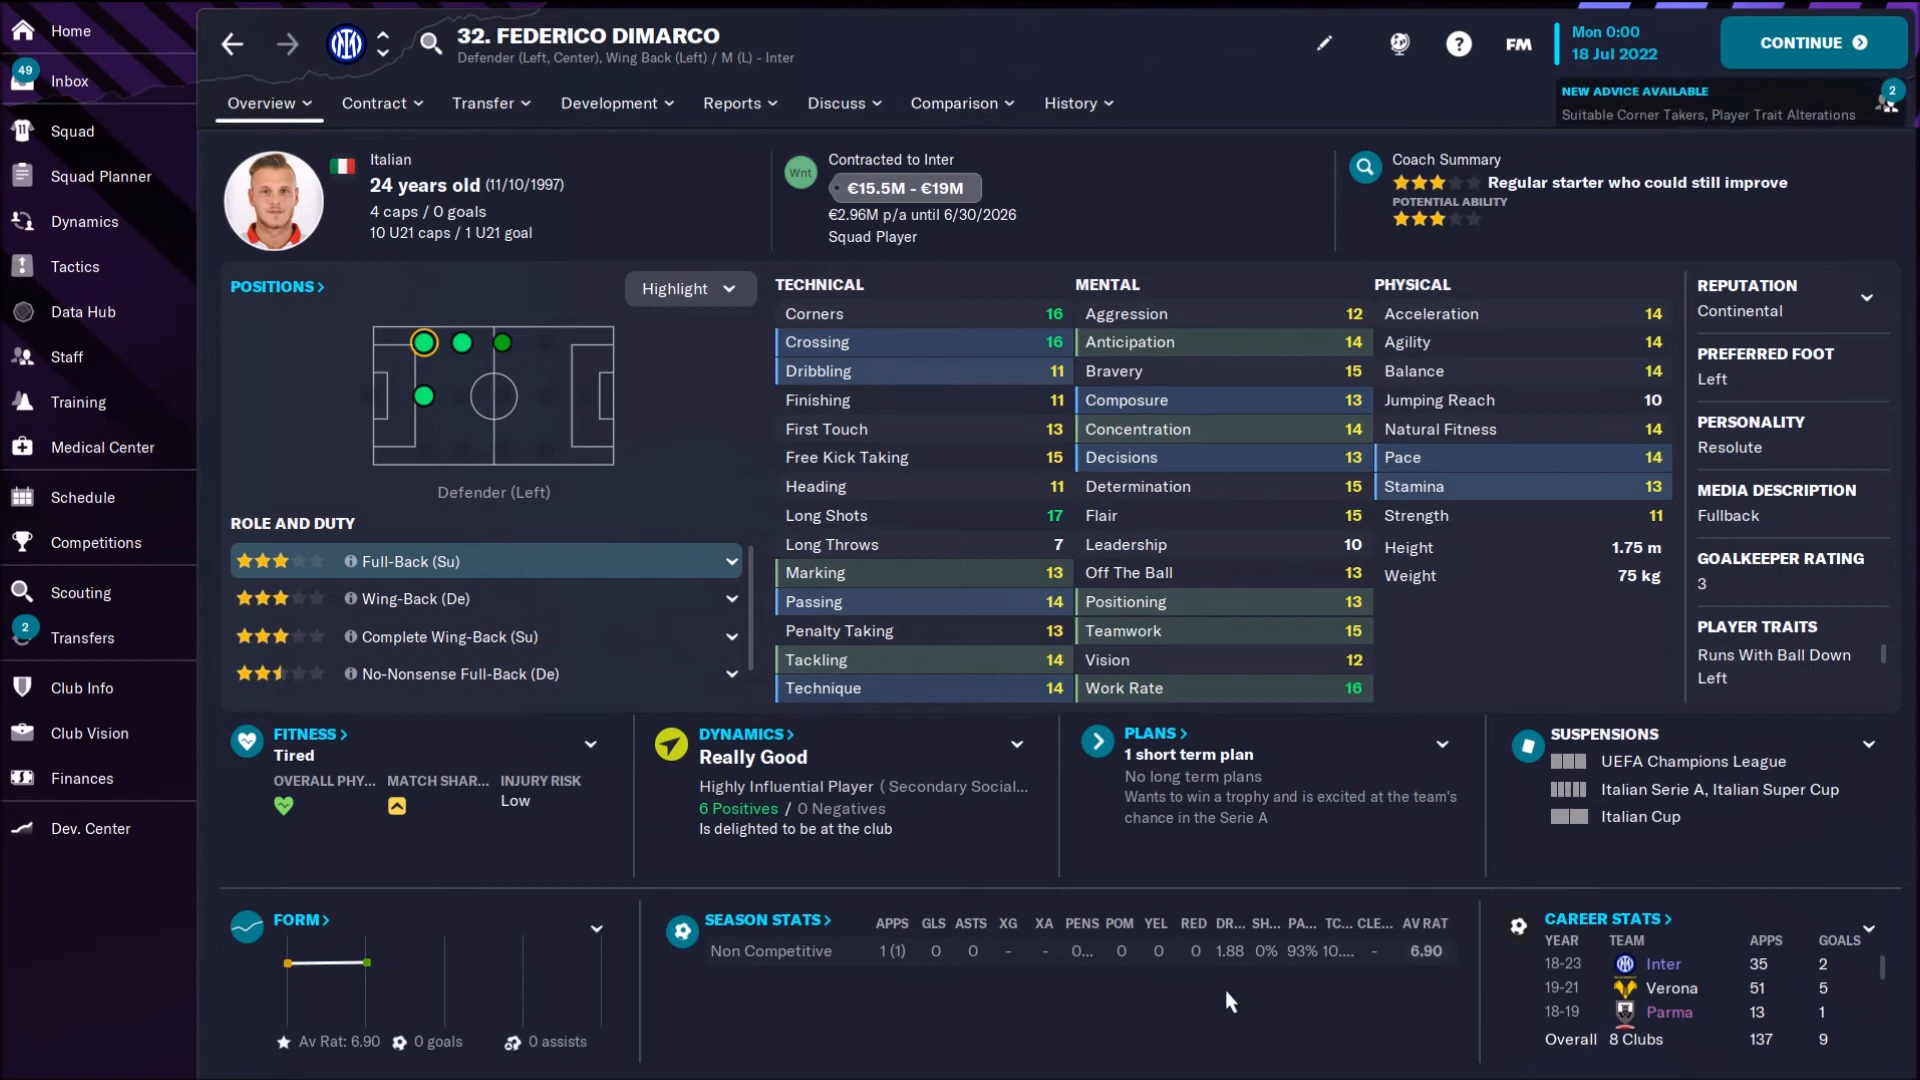 Home
49
Inbox
Squad
Squad Planner
Dynamics
Tactics
Data Hub
Staff
Training
Medical Center
Schedule
Competitions
Scouting
2
Transfers
Club Info
Club Vision
Finances
Dev. Center
32. FEDERICO DIMARCO
Defender (Left, Center), Wing Back (Left) / M (L) - Inter
FM
Mon 0:00
18 Jul 2022
CONTINUE
Overview
Contract
Transfer
Development
Reports
Discuss
Comparison
History
NEW ADVICE AVAILABLE
2
Suitable Corner Takers, Player Trait Alterations
Italian
24 years old (11/10/1997)
4 caps / 0 goals
10 U21 caps / 1 U21 goal
Wnt
Contracted to Inter
€15.5M - €19M
€2.96M p/a until 6/30/2026
Squad Player
Coach Summary
Regular starter who could still improve
POTENTIAL ABILITY
POSITIONS >
Highlight
Defender (Left)
ROLE AND DUTY
Full-Back (Su)
Wing-Back (De)
Complete Wing-Back (Su)
No-Nonsense Full-Back (De)
TECHNICAL
Corners 16
Crossing 16
Dribbling 11
Finishing 11
First Touch 13
Free Kick Taking 15
Heading 11
Long Shots 17
Long Throws 7
Marking 13
Passing 14
Penalty Taking 13
Tackling 14
Technique 14
MENTAL
Aggression 12
Anticipation 14
Bravery 15
Composure 13
Concentration 14
Decisions 13
Determination 15
Flair 15
Leadership 10
Off The Ball 13
Positioning 13
Teamwork 15
Vision 12
Work Rate 16
PHYSICAL
Acceleration 14
Agility 14
Balance 14
Jumping Reach 10
Natural Fitness 14
Pace 14
Stamina 13
Strength 11
Height 1.75 m
Weight 75 kg
REPUTATION
Continental
PREFERRED FOOT
Left
PERSONALITY
Resolute
MEDIA DESCRIPTION
Fullback
GOALKEEPER RATING
3
PLAYER TRAITS
Runs With Ball Down
Left
FITNESS >
Tired
OVERALL PHY... MATCH SHAR... INJURY RISK
Low
DYNAMICS >
Really Good
Highly Influential Player ( Secondary Social...
6 Positives / 0 Negatives
Is delighted to be at the club
PLANS >
1 short term plan
No long term plans
Wants to win a trophy and is excited at the team's
chance in the Serie A
SUSPENSIONS
UEFA Champions League
Italian Serie A, Italian Super Cup
Italian Cup
FORM >
Av Rat: 6.90 0 goals 0 assists
SEASON STATS > APPS GLS ASTS XG XA PENS POM YEL RED DR... SH... PA... TC... CLE... AV RAT
Non Competitive 1 (1) 0 0 - - 0... 0 0 0 1.88 0% 93% 10.... - 6.90
CAREER STATS >
YEAR TEAM APPS GOALS
18-23 Inter 35 2
19-21 Verona 51 5
18-19 Parma 13 1
Overall 8 Clubs 137 9